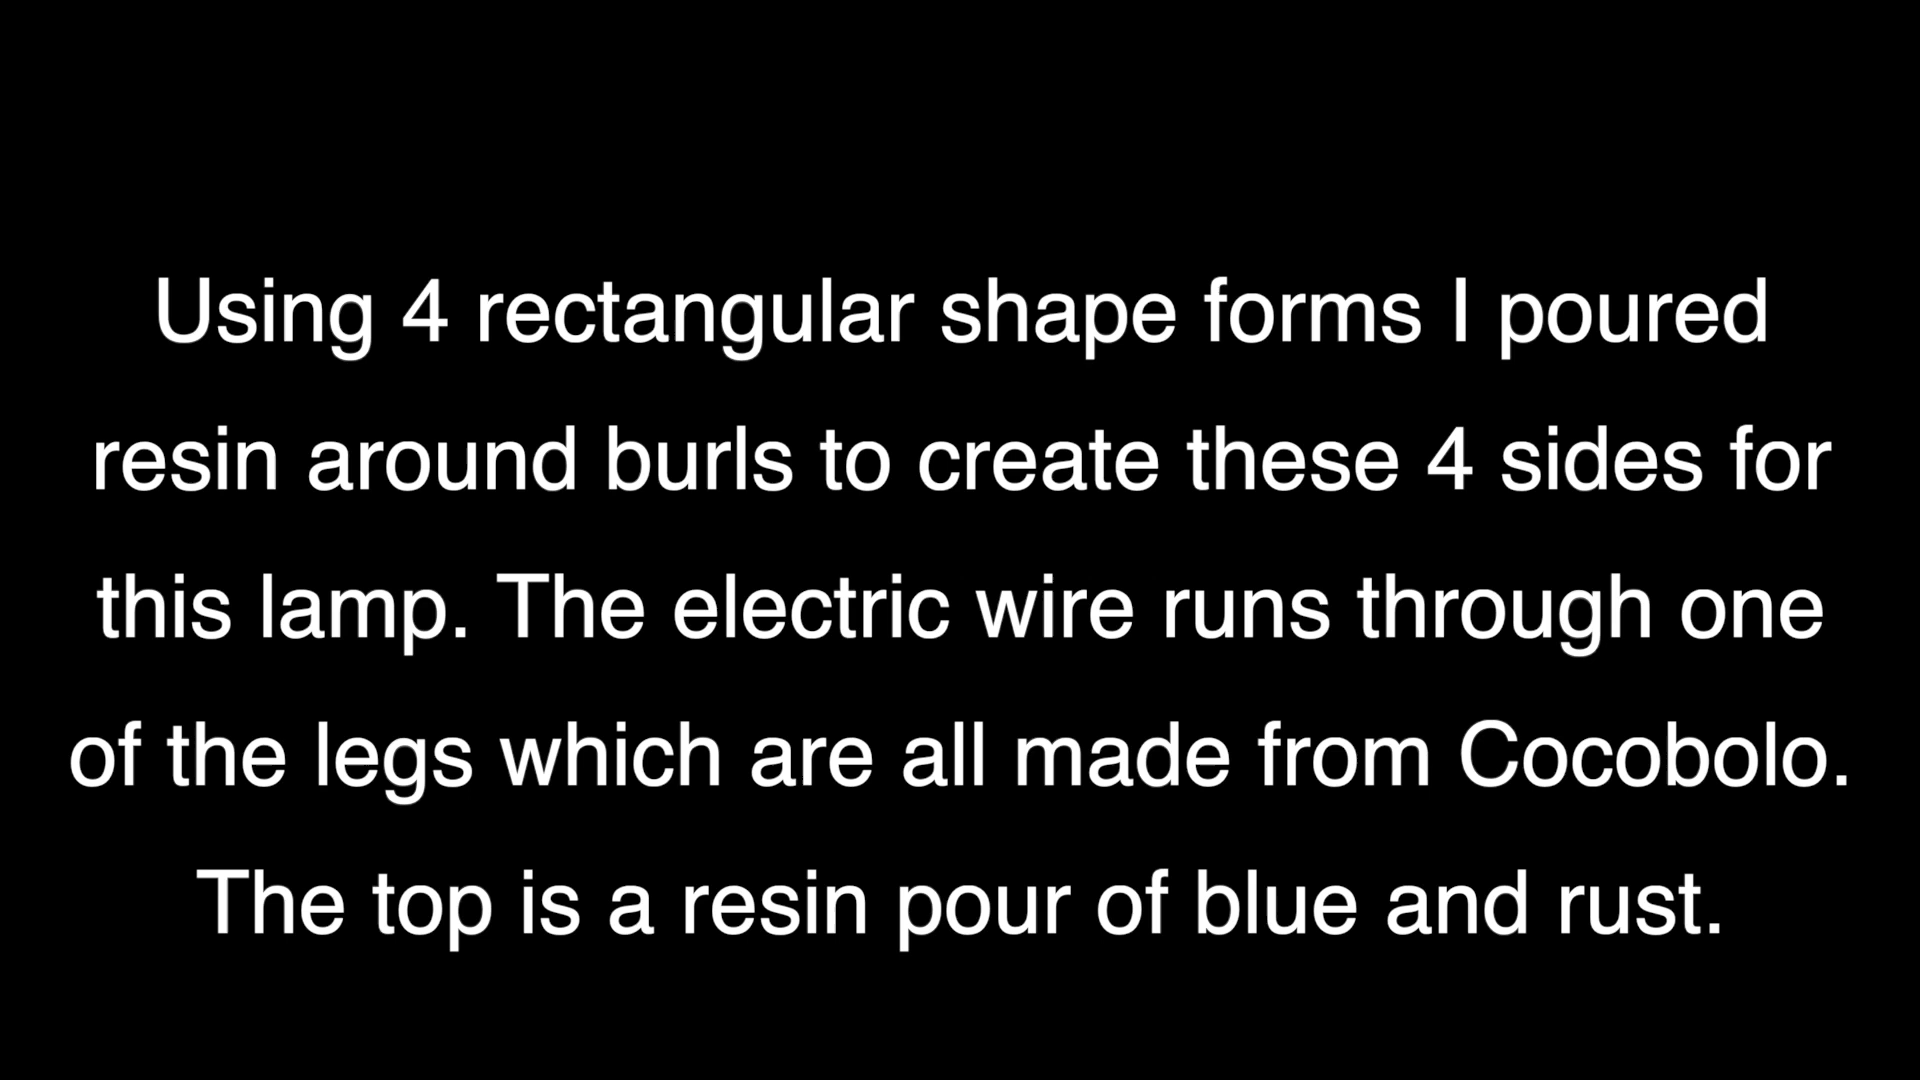 Using 4 rectangular shape forms I poured
resin around burls to create these 4 sides for
this lamp. The electric wire runs through one
of the legs which are all made from Cocobolo.
The top is a resin pour of blue and rust.